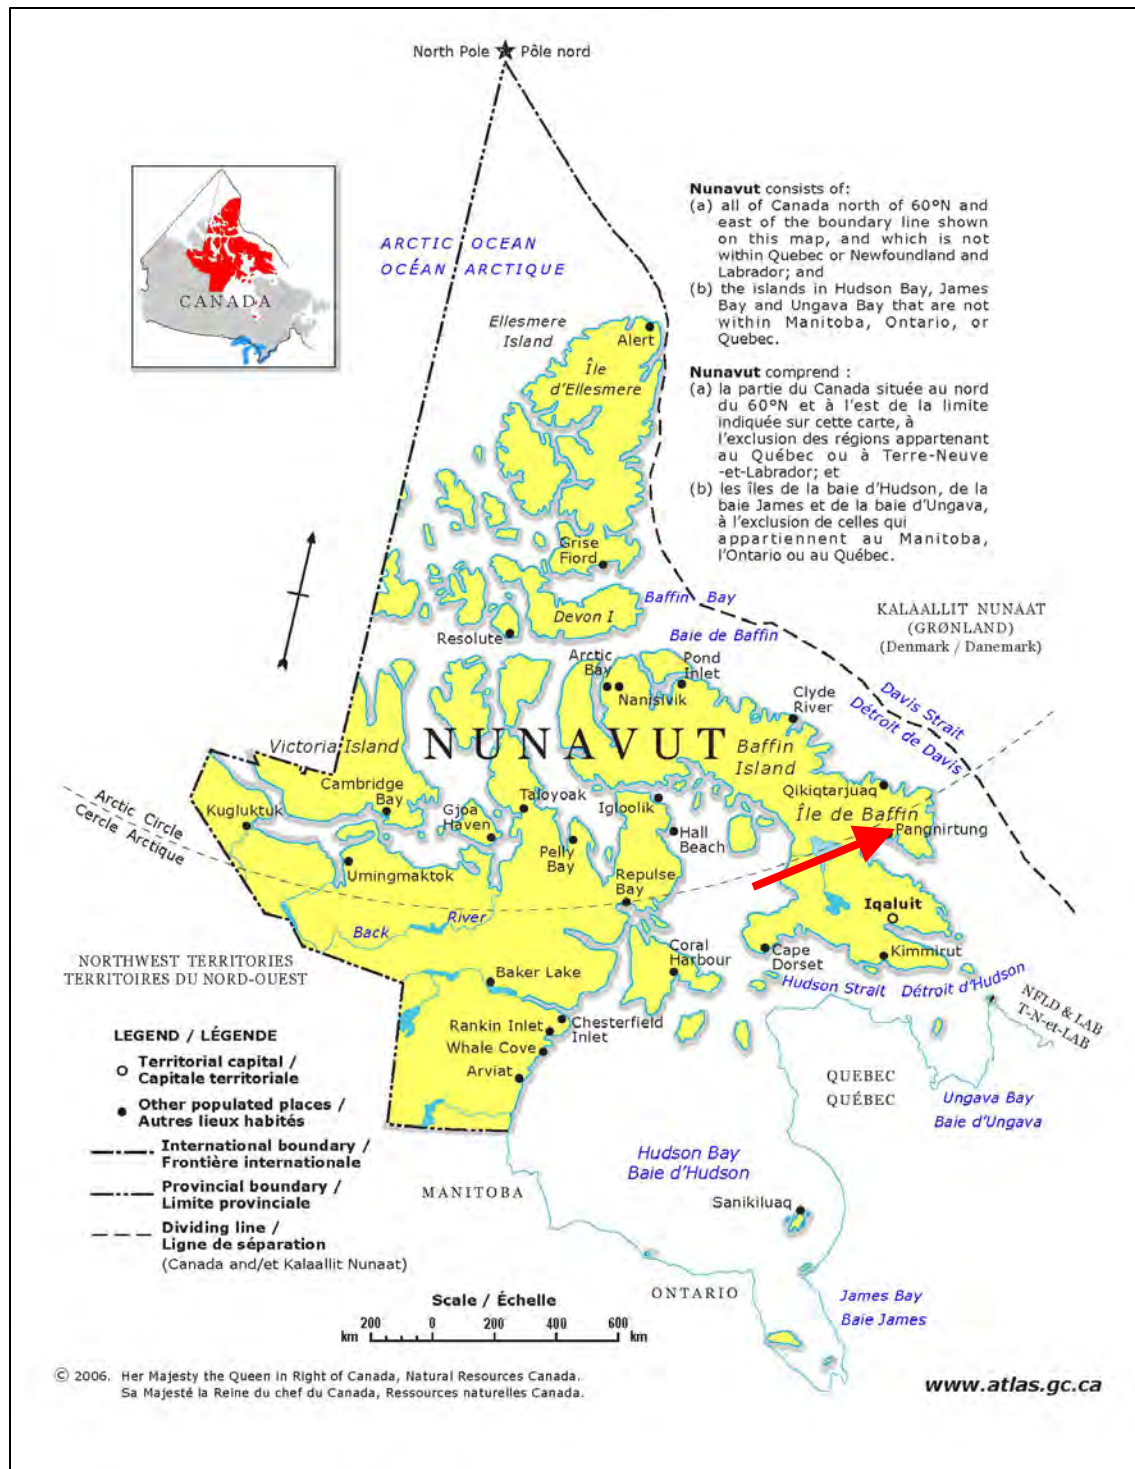 North Pole Pôle nord
CANADA
ARCTIC OCEAN
OCÉAN ARCTIQUE
Nunavut consists of:
(a) all of Canada north of 60°N and
east of the boundary line shown
on this map, and which is not
within Quebec or Newfoundland and
Labrador; and
(b) the islands in Hudson Bay, James
Bay and Ungava Bay that are not
within Manitoba, Ontario, or
Quebec.
Nunavut comprend :
(a) la partie du Canada située au nord
du 60°N et à l'est de la limite
indiquée sur cette carte, à
l'exclusion des régions appartenant
au Québec ou à Terre-Neuve
-et-Labrador; et
(b) les îles de la baie d'Hudson, de la
baie James et de la baie d'Ungava,
à l'exclusion de celles qui
appartiennent au Manitoba,
l'Ontario ou au Québec.
Ellesmere
Island
Alert
Île
d'Ellesmere
Grise
Fiord
Baffin Bay
Baie de Baffin
Devon I
Resolute
KALAALLIT NUNAAT
(GRØNLAND)
(Denmark / Danemark)
Arctic
Bay
Nanisivik
Pond
Inlet
Clyde
River
Davis Strait
Détroit de Davis
NUNAVUT
Victoria Island
Baffin
Island
Cambridge
Bay
Kugluktuk
Gjoa
Haven
Taloyoak
Igloolik
Qikiqtarjuaq
Île de Baffin
Pangnirtung
Arctic Circle
Cercle Arctique
Hall
Beach
Pelly
Bay
Umingmaktok
Repulse
Bay
Iqaluit
Back River
Coral
Harbour
Cape
Dorset
Kimmirut
Hudson Strait Détroit d'Hudson
NORTHWEST TERRITORIES
TERRITOIRES DU NORD-OUEST
Baker Lake
Rankin Inlet
Chesterfield
Inlet
Whale Cove
Arviat
NFLD & LAB
T-N-et-LAB
QUEBEC
QUÉBEC
Ungava Bay
Baie d'Ungava
LEGEND / LÉGENDE
Territorial capital /
Capitale territoriale
Other populated places /
Autres lieux habités
International boundary /
Frontière internationale
Provincial boundary /
Limite provinciale
Dividing line /
Ligne de séparation
(Canada and/et Kalaallit Nunaat)
Hudson Bay
Baie d'Hudson
MANITOBA
Sanikiluaq
ONTARIO
James Bay
Baie James
Scale / Échelle
200 0 200 400 600
km km
© 2006. Her Majesty the Queen in Right of Canada, Natural Resources Canada.
Sa Majesté la Reine du chef du Canada, Ressources naturelles Canada.
www.atlas.gc.ca